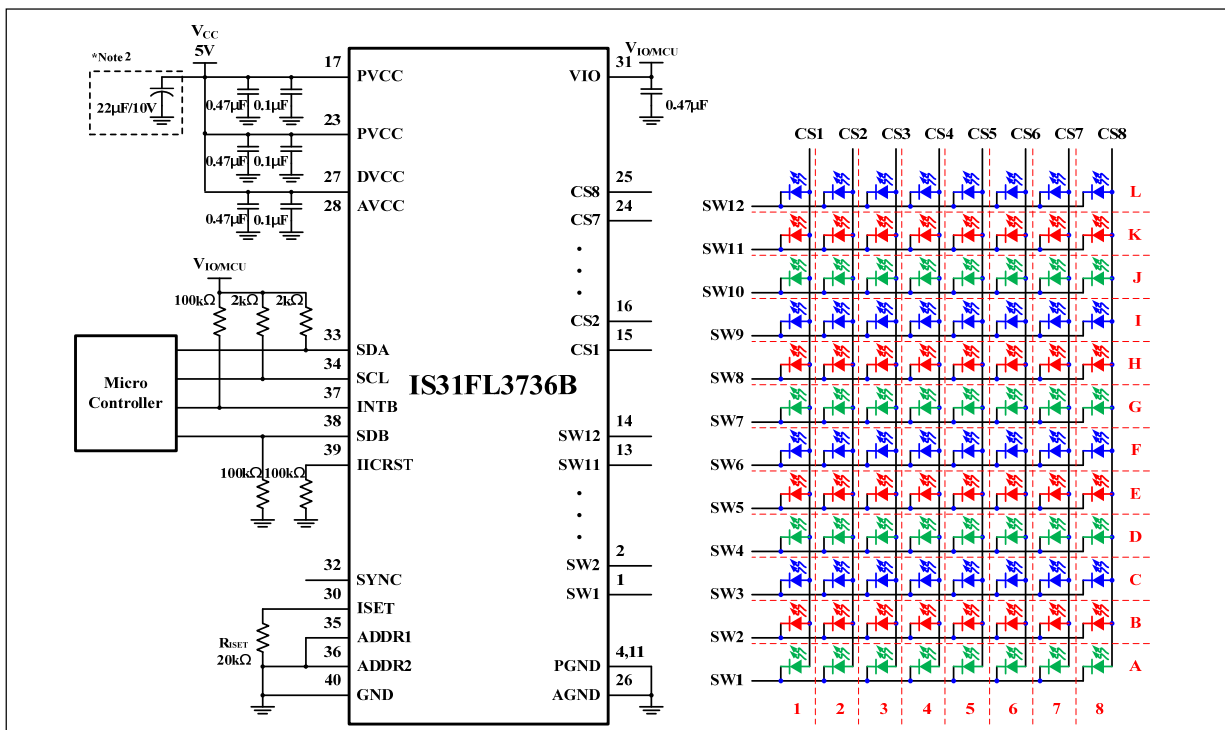 VCC
5V
*Note 2
22μF/10V
17
PVCC
0.47μF
0.1μF
23
PVCC
0.47μF
0.1μF
27
DVCC
28
AVCC
0.47μF
0.1μF
VIO/MCU
100kΩ
2kΩ
2kΩ
Micro
Controller
33
SDA
34
SCL
37
INTB
38
SDB
39
IICRST
100kΩ
100kΩ
32
SYNC
30
ISET
RISET
20kΩ
35
ADDR1
36
ADDR2
40
GND
IS31FL3736B
VIO/MCU
31
VIO
0.47μF
25
CS8
24
CS7
16
CS2
15
CS1
14
SW12
13
SW11
2
SW2
1
SW1
4,11
PGND
26
AGND
CS1 CS2 CS3 CS4 CS5 CS6 CS7 CS8
SW12 L
SW11 K
SW10 J
SW9 I
SW8 H
SW7 G
SW6 F
SW5 E
SW4 D
SW3 C
SW2 B
SW1 A
1 2 3 4 5 6 7 8